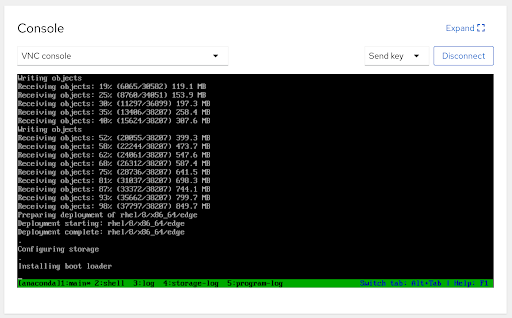 Console
Expand
VNC console
Send key
Disconnect
Writing objects
Receiving objects: 19% (6065/30582) 119.1 MB
Receiving objects: 25% (8760/34051) 153.9 MB
Receiving objects: 30% (11297/36899) 197.3 MB
Receiving objects: 35% (13406/38207) 258.4 MB
Receiving objects: 40% (15624/38207) 307.6 MB
Writing objects
Receiving objects: 52% (20055/38207) 399.3 MB
Receiving objects: 58% (22244/38207) 473.7 MB
Receiving objects: 62% (24061/38207) 547.6 MB
Receiving objects: 68% (26312/38207) 587.4 MB
Receiving objects: 75% (28736/38207) 641.5 MB
Receiving objects: 81% (31037/38207) 698.3 MB
Receiving objects: 87% (33372/38207) 744.1 MB
Receiving objects: 93% (35662/38207) 799.7 MB
Receiving objects: 98% (37797/38207) 849.7 MB
Preparing deployment of rhel/8/x86_64/edge
Deployment starting: rhel/8/x86_64/edge
Deployment complete: rhel/8/x86_64/edge
.
Configuring storage
.
Installing boot loader
[anaconda]1:main* 2:shell 3:log 4:storage-log 5:program-log Switch tab: Alt+Tab | Help: F1